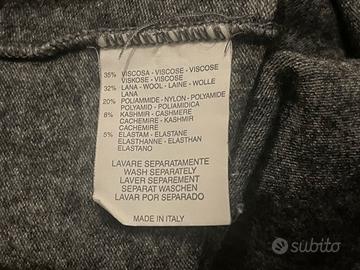 35% VISCOSA - VISCOSE - VISCOSE
VISKOSE - VISCOSE - VISCOSA
32% LANA - WOOL - LAINE - WOLLE
LANA
20% POLIAMMIDE - NYLON - POLYAMIDE
POLYAMID - POLIAMIDICA
8% KASHMIR - CASHMERE
CACHEMIRE - KASHMIR
CACHEMIRE
5% ELASTAM - ELASTANE
ELASTHANNE - ELASTHAN
ELASTANO
LAVARE SEPARATAMENTE
WASH SEPARATELY
LAVER SEPAREMENT
SEPARAT WASCHEN
LAVAR POR SEPARADO
MADE IN ITALY
subito